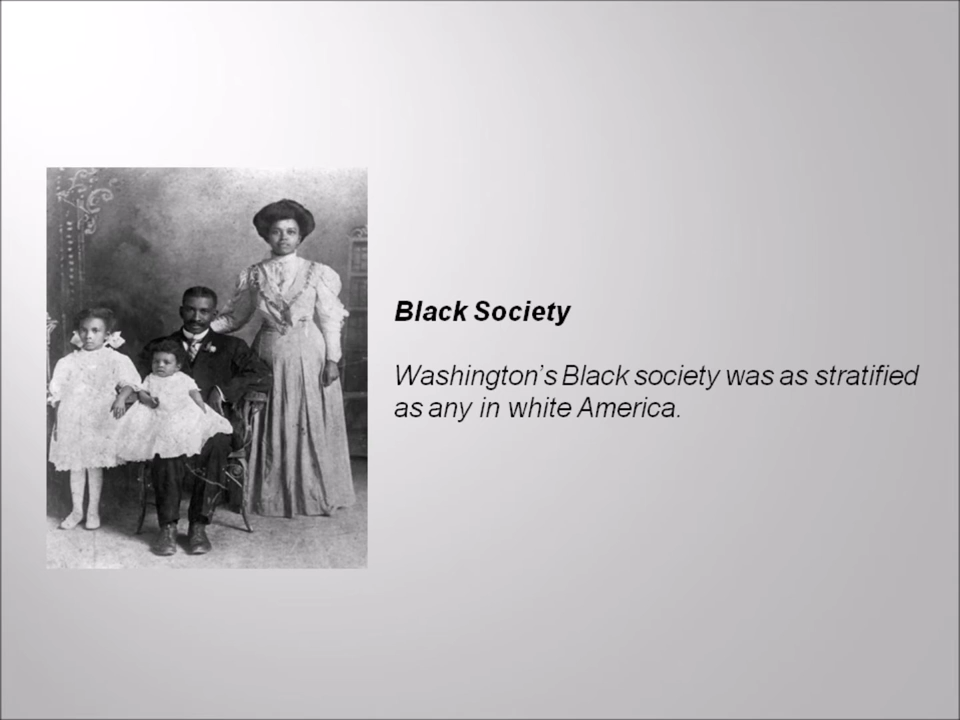 Black Society
Washington’s Black society was as stratified
as any in white America.